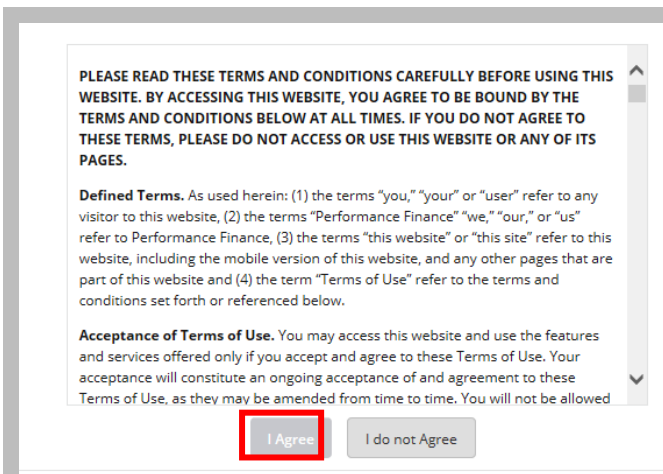 PLEASE READ THESE TERMS AND CONDITIONS CAREFULLY BEFORE USING THIS
WEBSITE. BY ACCESSING THIS WEBSITE, YOU AGREE TO BE BOUND BY THE
TERMS AND CONDITIONS BELOW AT ALL TIMES. IF YOU DO NOT AGREE TO
THESE TERMS, PLEASE DO NOT ACCESS OR USE THIS WEBSITE OR ANY OF ITS
PAGES.
Defined Terms. As used herein: (1) the terms “you,” “your” or “user” refer to any
visitor to this website, (2) the terms “Performance Finance” “we,” “our,” or “us”
refer to Performance Finance, (3) the terms “this website” or “this site” refer to this
website, including the mobile version of this website, and any other pages that are
part of this website and (4) the term “Terms of Use” refer to the terms and
conditions set forth or referenced below.
Acceptance of Terms of Use. You may access this website and use the features
and services offered only if you accept and agree to these Terms of Use. Your
acceptance will constitute an ongoing acceptance of and agreement to these
Terms of Use, as they may be amended from time to time. You will not be allowed
I Agree
I do not Agree